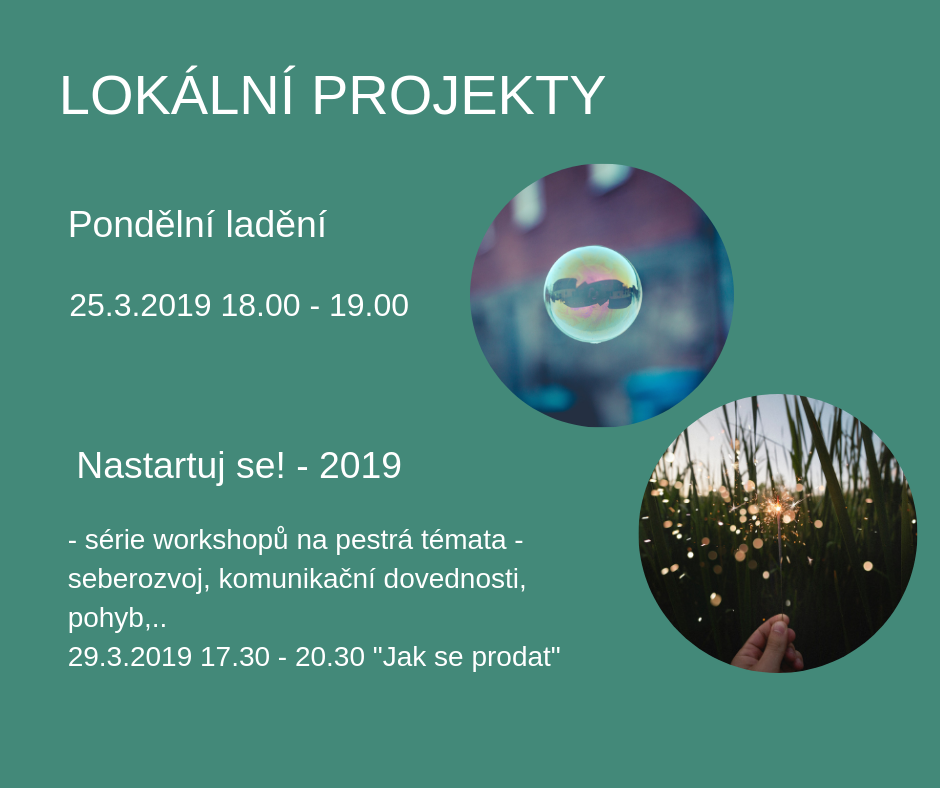 LOKÁLNÍ PROJEKTY
Pondělní ladění
25.3.2019 18.00 - 19.00
Nastartuj se! - 2019
- série workshopů na pestrá témata -
seberozvoj, komunikační dovednosti,
pohyb,..
29.3.2019 17.30 - 20.30 "Jak se prodat"